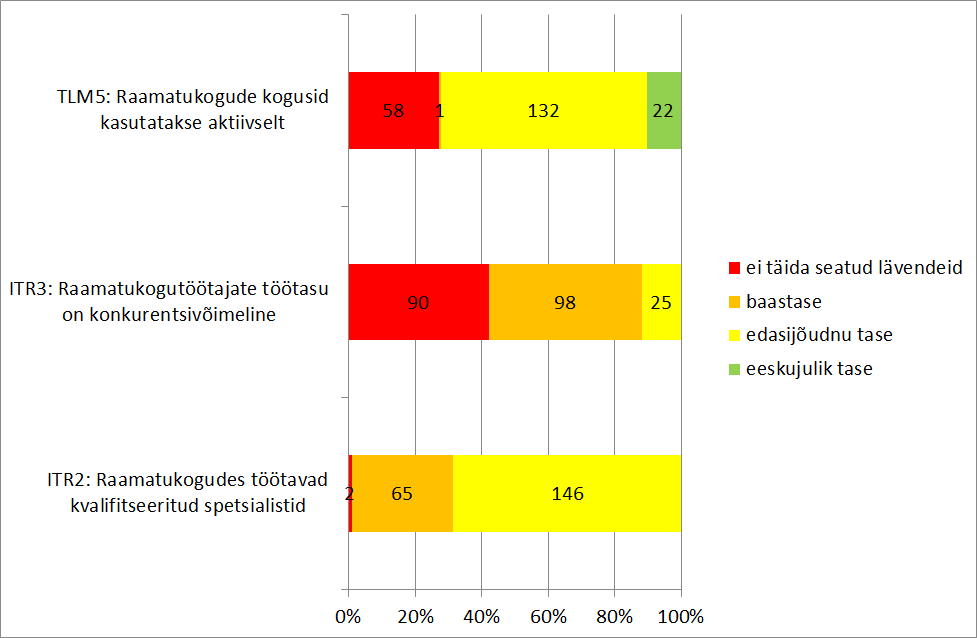 TLM5: Raamatukogude kogusid
kasutatakse aktiivselt
58 1 132 22
ITR3: Raamatukogutöötajate töötasu
on konkurentsivõimeline
90 98 25
ITR2: Raamatukogudes töötavad
kvalifitseeritud spetsialistid
2 65 146
0% 20% 40% 60% 80% 100%
ei täida seatud lävendeid
baastase
edasijõudnu tase
eeskujulik tase